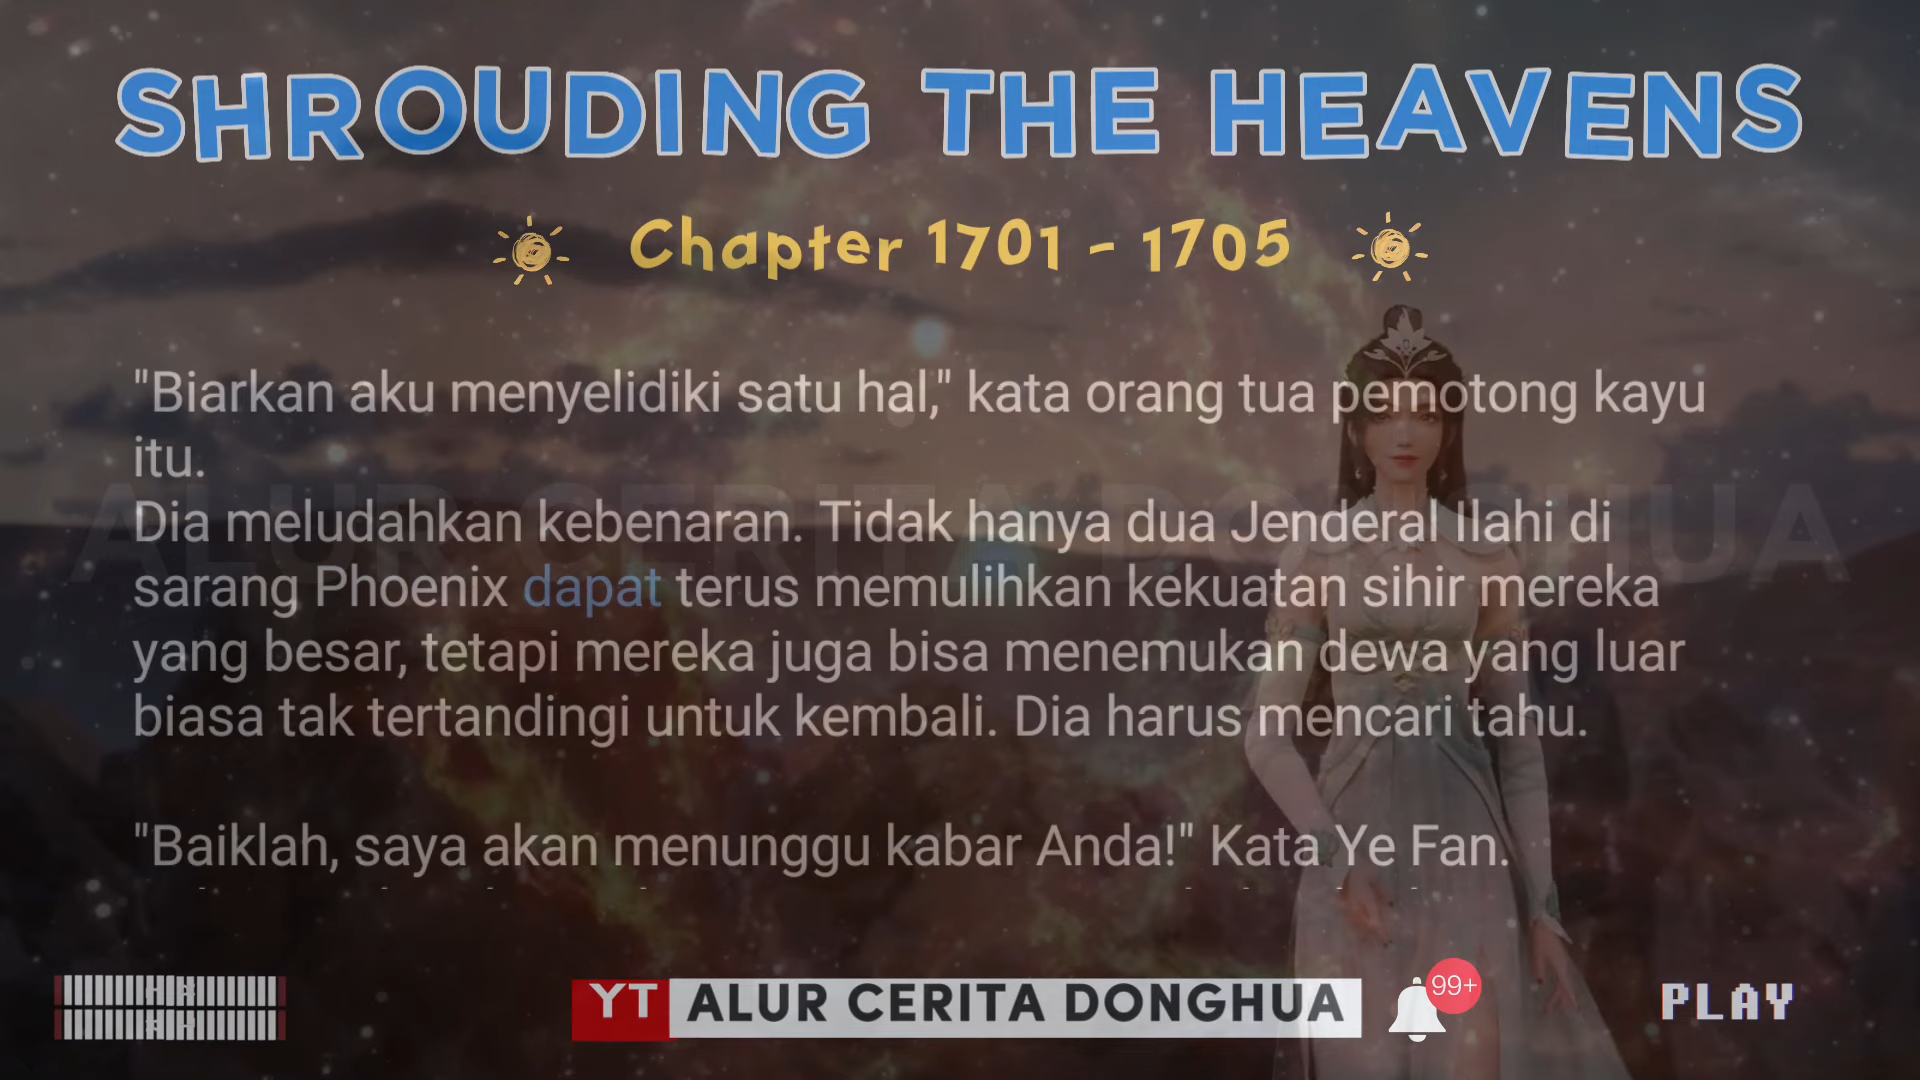 SHROUDING THE HEAVENS
Chapter 1701 - 1705
"Biarkan aku menyelidiki satu hal," kata orang tua pemotong kayu
itu.
Dia meludahkan kebenaran. Tidak hanya dua Jenderal Ilahi di
sarang Phoenix dapat terus memulihkan kekuatan sihir mereka
yang besar, tetapi mereka juga bisa menemukan dewa yang luar
biasa tak tertandingi untuk kembali. Dia harus mencari tahu.
"Baiklah, saya akan menunggu kabar Anda!" Kata Ye Fan.
ALUR CERITA DONGHUA
YT ALUR CERITA DONGHUA
99+
PLAY